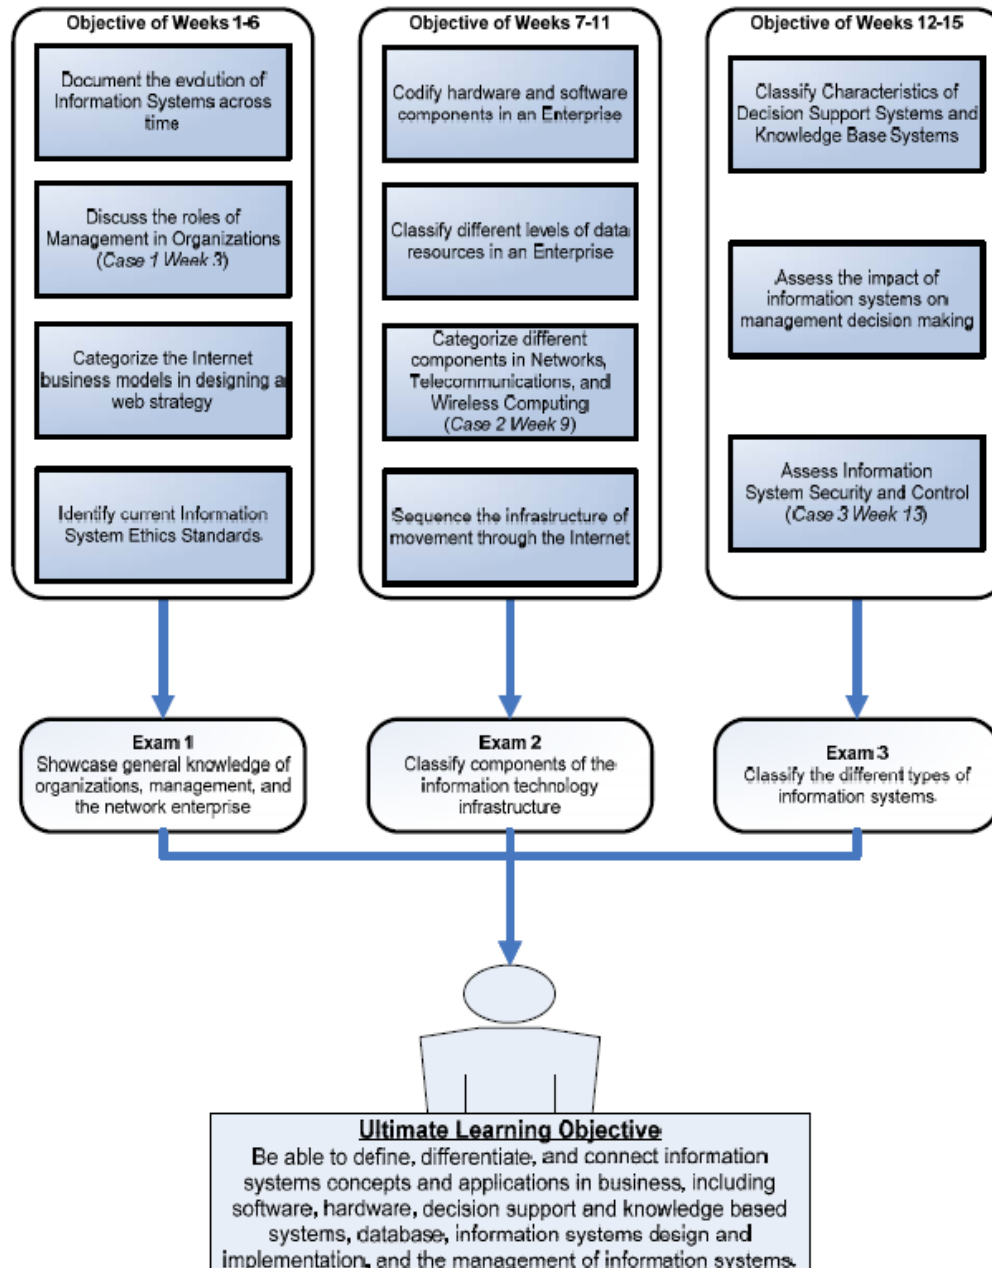 Objective of Weeks 1-6
Document the evolution of
Information Systems across
time
Discuss the roles of
Management in Organizations
(Case 1 Week 3)
Categorize the Internet
business models in designing a
web strategy
Identify current Information
System Ethics Standards
Objective of Weeks 7-11
Codify hardware and software
components in an Enterprise
Classify different levels of data
resources in an Enterprise
Categorize different
components in Networks,
Telecommunications, and
Wireless Computing
(Case 2 Week 9)
Sequence the infrastructure of
movement through the Internet
Objective of Weeks 12-15
Classify Characteristics of
Decision Support Systems and
Knowledge Base Systems
Assess the impact of
information systems on
management decision making
Assess Information
System Security and Control
(Case 3 Week 13)
Exam 1
Showcase general knowledge of
organizations, management, and
the network enterprise
Exam 2
Classify components of the
information technology
infrastructure
Exam 3
Classify the different types of
information systems.
Ultimate Learning Objective
Be able to define, differentiate, and connect information
systems concepts and applications in business, including
software, hardware, decision support and knowledge based
systems, database, information systems design and
implementation, and the management of information systems.